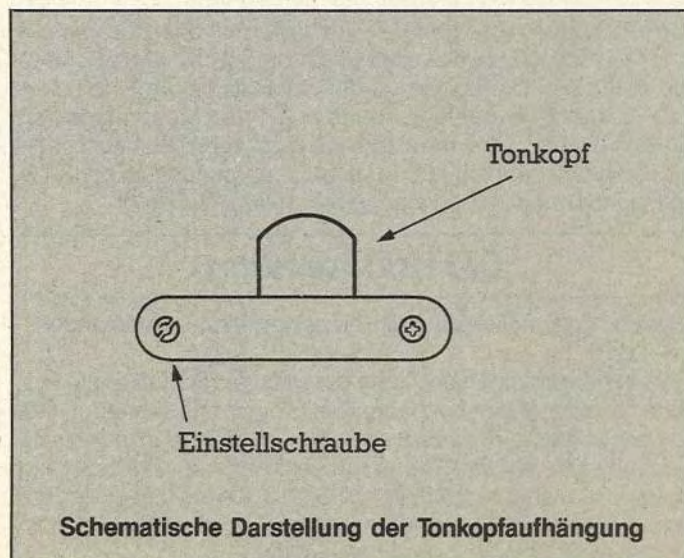 Tonkopf
Einstellschraube
Schematische Darstellung der Tonkopfaufhängung